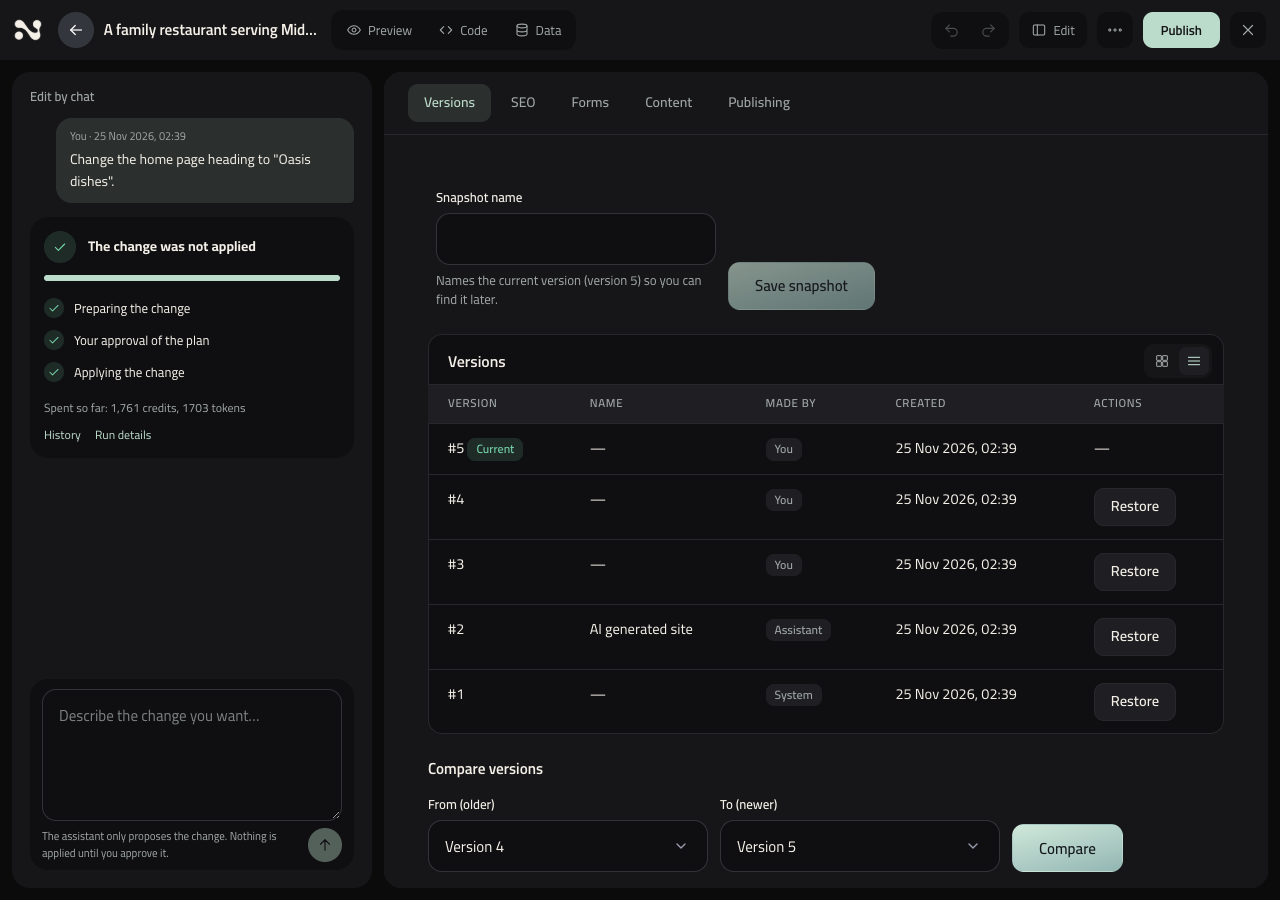 A family restaurant serving Mid...
Preview
Code
Data
Edit
Publish
Edit by chat
You · 25 Nov 2026, 02:39
Change the home page heading to "Oasis
dishes".
The change was not applied
Preparing the change
Your approval of the plan
Applying the change
Spent so far: 1,761 credits, 1703 tokens
History Run details
Describe the change you want...
The assistant only proposes the change. Nothing is
applied until you approve it.
Versions SEO Forms Content Publishing
Snapshot name
Names the current version (version 5) so you can
find it later.
Save snapshot
Versions
VERSION NAME MADE BY CREATED ACTIONS
#5 Current — You 25 Nov 2026, 02:39 —
#4 — You 25 Nov 2026, 02:39 Restore
#3 — You 25 Nov 2026, 02:39 Restore
#2 AI generated site Assistant 25 Nov 2026, 02:39 Restore
#1 — System 25 Nov 2026, 02:39 Restore
Compare versions
From (older) To (newer)
Version 4 Version 5 Compare